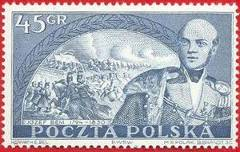 45 GR
JÓZEF BEM 1794-1850
POCZTA POLSKA